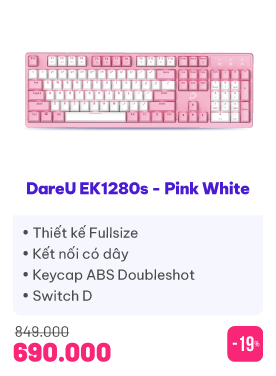 DareU EK1280s - Pink White
• Thiết kế Fullsize
• Kết nối có dây
• Keycap ABS Doubleshot
• Switch D
849.000
690.000
-19%